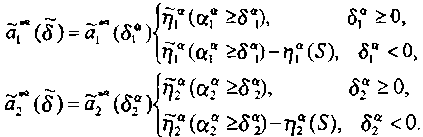 ã₁**(δ̃) = ã₁**(δ₁^α) { η̃₁^α(α₁^α ≥ δ₁^α), δ₁^α ≥ 0,
η̃₁^α(α₁^α ≥ δ₁^α) − η₁^α(S), δ₁^α < 0,
ã₂**(δ̃) = ã₂**(δ₂^α) { η̃₂^α(α₂^α ≥ δ₂^α), δ₂^α ≥ 0,
η̃₂^α(α₂^α ≥ δ₂^α) − η₂^α(S), δ₂^α < 0.